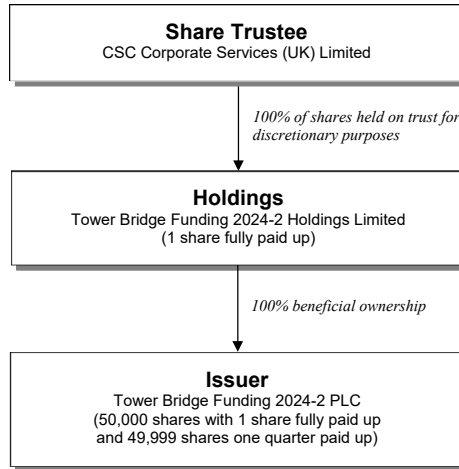 Share Trustee
CSC Corporate Services (UK) Limited
100% of shares held on trust for
discretionary purposes
Holdings
Tower Bridge Funding 2024-2 Holdings Limited
(1 share fully paid up)
100% beneficial ownership
Issuer
Tower Bridge Funding 2024-2 PLC
(50,000 shares with 1 share fully paid up
and 49,999 shares one quarter paid up)